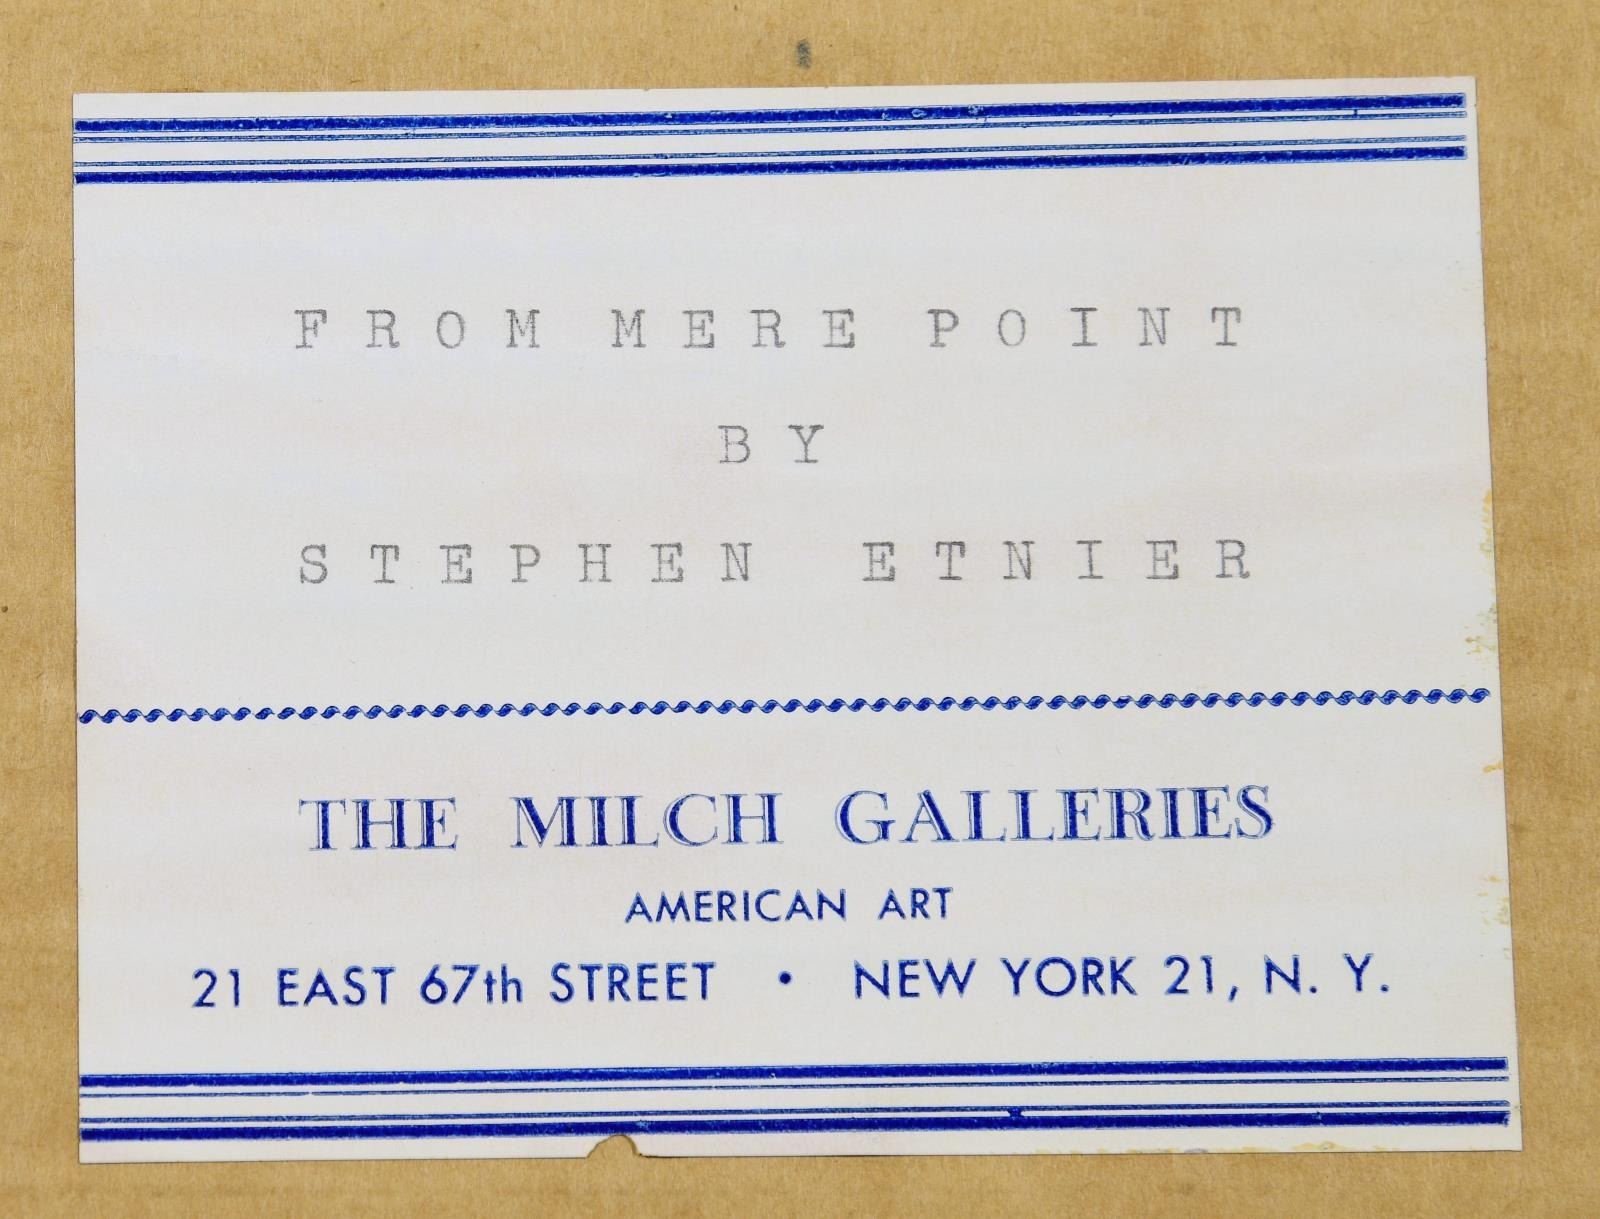 FROM MERE POINT
BY
STEPHEN ETNIER
THE MILCH GALLERIES
AMERICAN ART
21 EAST 67th STREET • NEW YORK 21, N. Y.